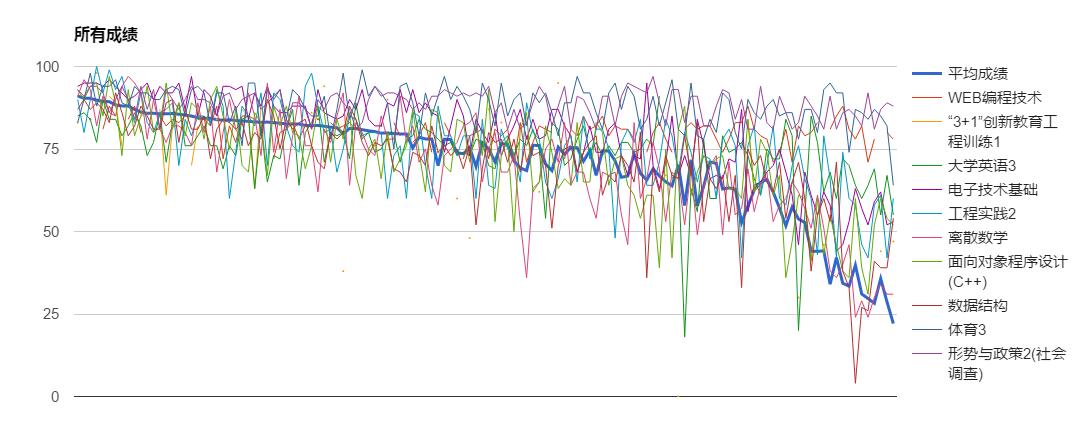 所有成绩
100
75
50
25
0
平均成绩
WEB编程技术
“3+1”创新教育工
程训练1
大学英语3
电子技术基础
工程实践2
离散数学
面向对象程序设计
(C++)
数据结构
体育3
形势与政策2(社会
调查)